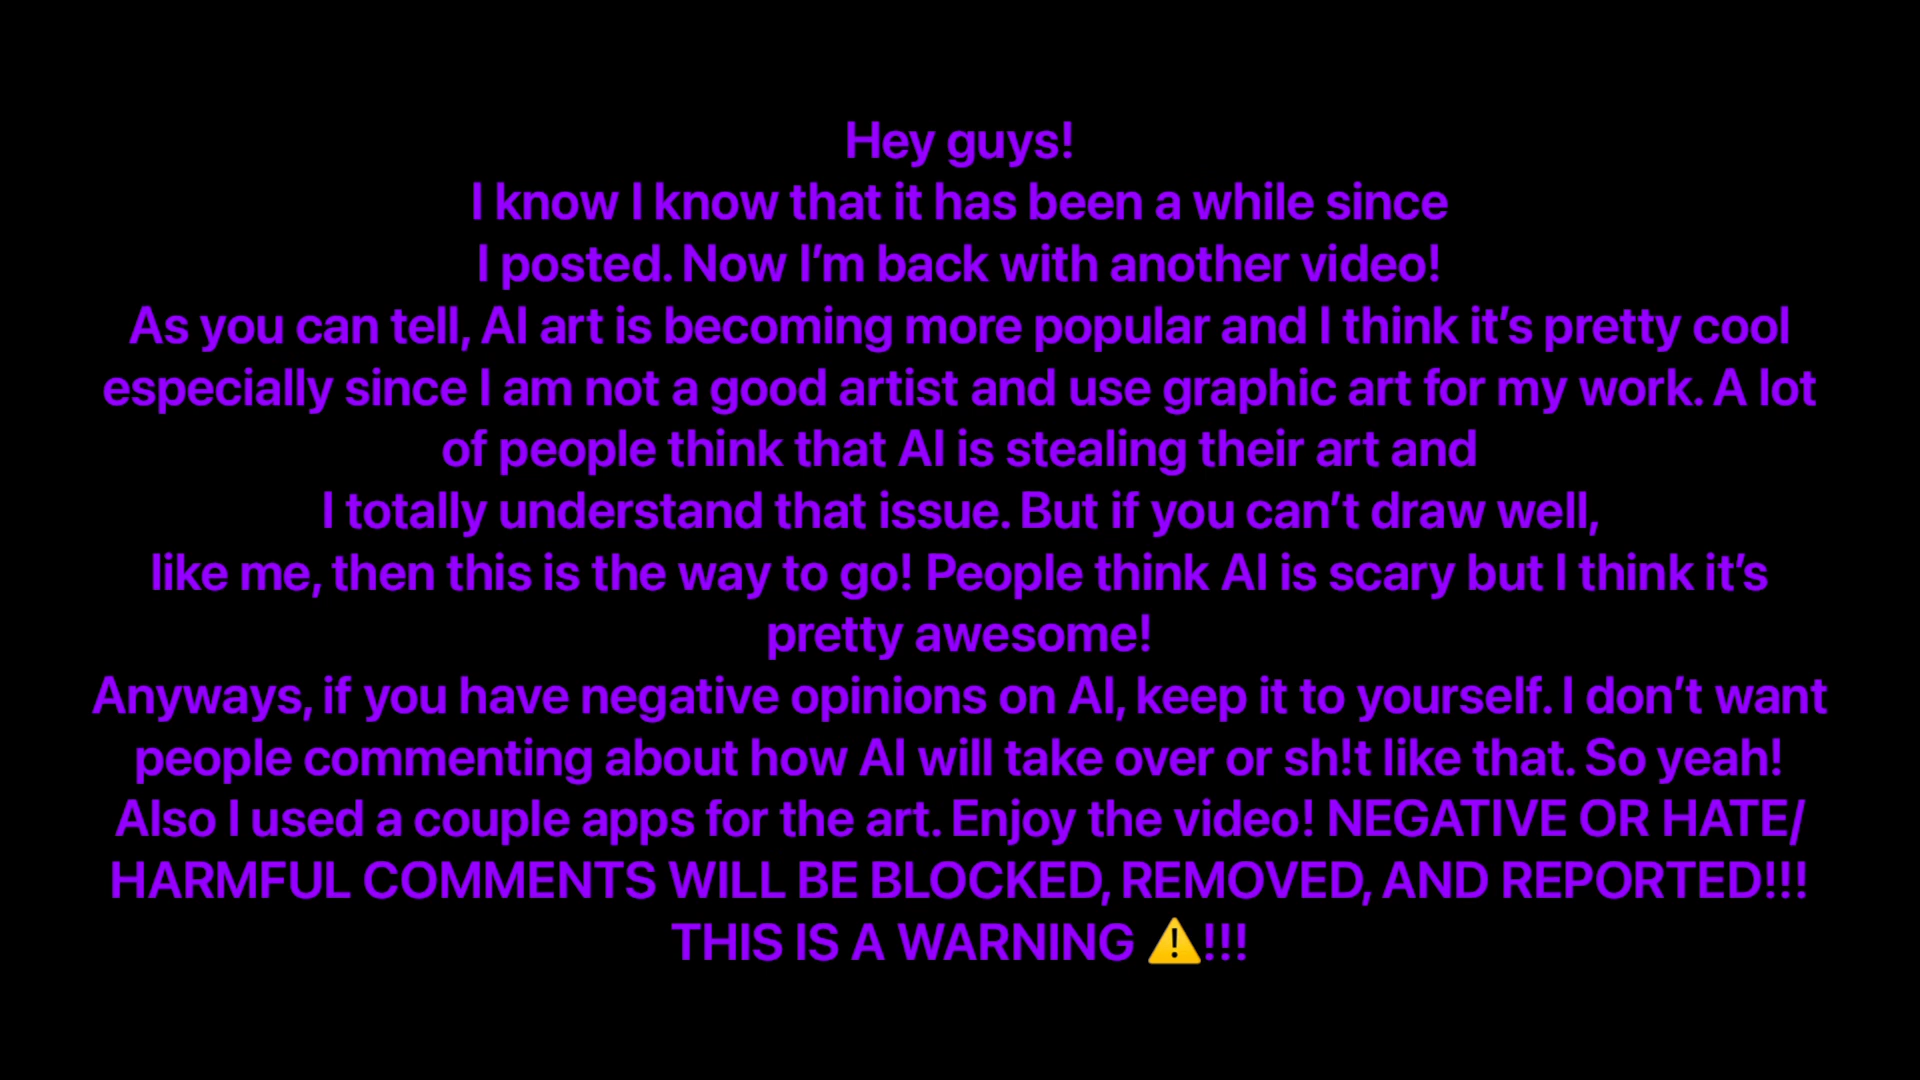 Hey guys!
I know I know that it has been a while since
I posted. Now I’m back with another video!
As you can tell, AI art is becoming more popular and I think it’s pretty cool
especially since I am not a good artist and use graphic art for my work. A lot
of people think that AI is stealing their art and
I totally understand that issue. But if you can’t draw well,
like me, then this is the way to go! People think AI is scary but I think it’s
pretty awesome!
Anyways, if you have negative opinions on AI, keep it to yourself. I don’t want
people commenting about how AI will take over or sh!t like that. So yeah!
Also I used a couple apps for the art. Enjoy the video! NEGATIVE OR HATE/
HARMFUL COMMENTS WILL BE BLOCKED, REMOVED, AND REPORTED!!!
THIS IS A WARNING ⚠️!!!